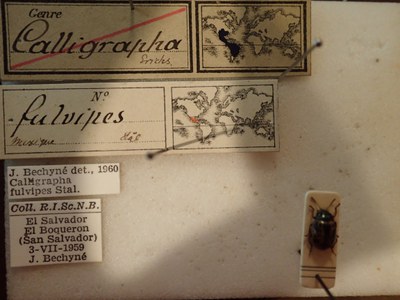 Genre
Calligrapha
Erichs.
N°
fulvipes
Mexique
J. Bechyné det., 1960
Calligrapha
fulvipes Stal.
Coll. R.I.Sc.N.B.
El Salvador
El Boqueron
(San Salvador)
3-VII-1959
J. Bechyné